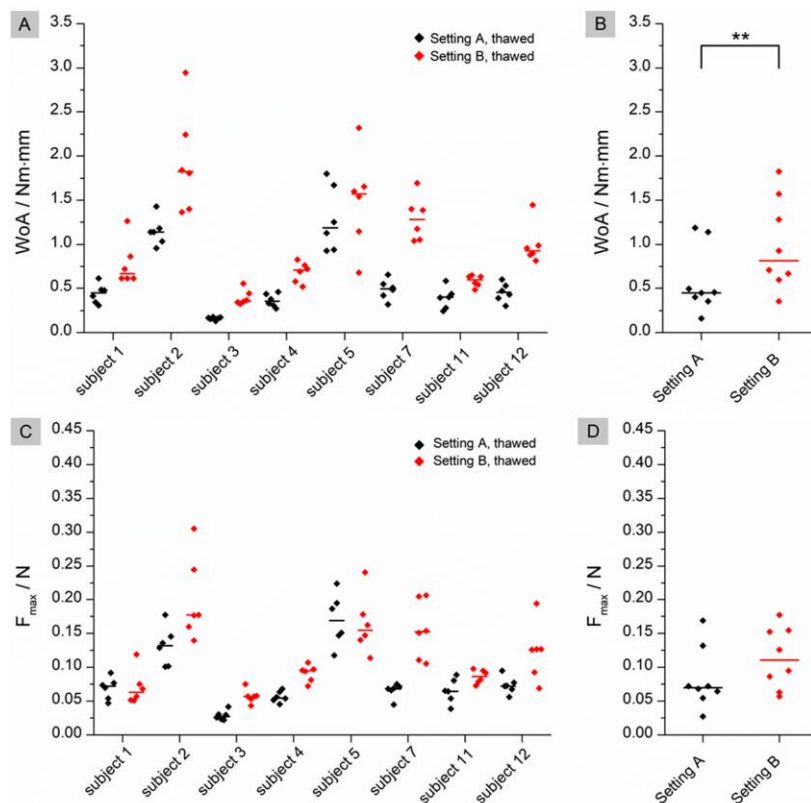 A
Setting A, thawed
Setting B, thawed
WoA / Nm·mm
3.5
3.0
2.5
2.0
1.5
1.0
0.5
0.0
subject 1
subject 2
subject 3
subject 4
subject 5
subject 7
subject 11
subject 12
B
**
WoA / Nm·mm
3.5
3.0
2.5
2.0
1.5
1.0
0.5
0.0
Setting A
Setting B
C
Setting A, thawed
Setting B, thawed
Fmax / N
0.45
0.40
0.35
0.30
0.25
0.20
0.15
0.10
0.05
0.00
subject 1
subject 2
subject 3
subject 4
subject 5
subject 7
subject 11
subject 12
D
Fmax / N
0.45
0.40
0.35
0.30
0.25
0.20
0.15
0.10
0.05
0.00
Setting A
Setting B